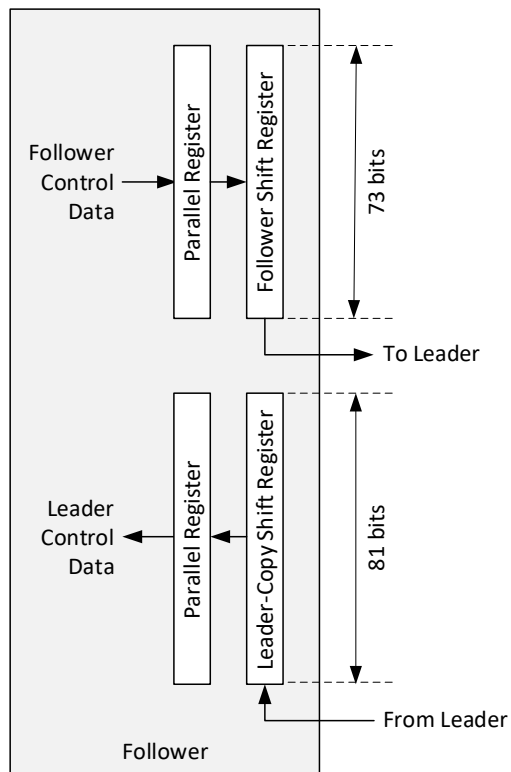 Follower
Control
Data
Parallel Register
Follower Shift Register
73 bits
To Leader
Leader
Control
Data
Parallel Register
Leader-Copy Shift Register
81 bits
From Leader
Follower